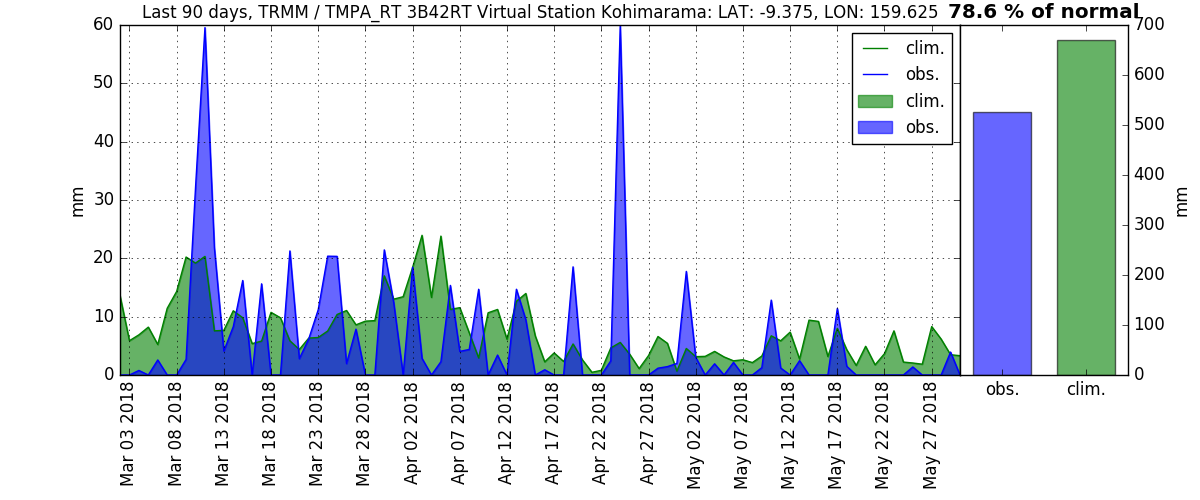 Last 90 days, TRMM / TMPA_RT 3B42RT Virtual Station Kohimarama: LAT: -9.375, LON: 159.625
78.6 % of normal
60
50
40
30
20
10
0
mm
clim.
obs.
clim.
obs.
700
600
500
400
300
200
100
0
mm
obs.
clim.
Mar 03 2018
Mar 08 2018
Mar 13 2018
Mar 18 2018
Mar 23 2018
Mar 28 2018
Apr 02 2018
Apr 07 2018
Apr 12 2018
Apr 17 2018
Apr 22 2018
Apr 27 2018
May 02 2018
May 07 2018
May 12 2018
May 17 2018
May 22 2018
May 27 2018